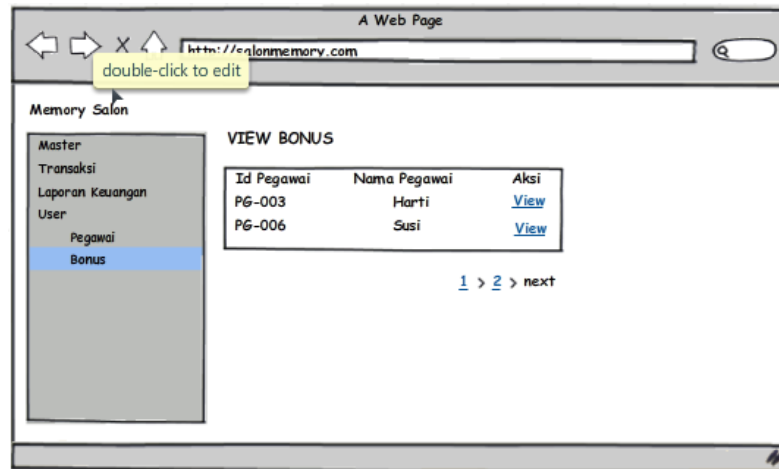 A Web Page
http://salonmemory.com
double-click to edit
Memory Salon
Master
Transaksi
Laporan Keuangan
User
Pegawai
Bonus
VIEW BONUS
Id Pegawai Nama Pegawai Aksi
PG-003 Harti View
PG-006 Susi View
1 > 2 > next